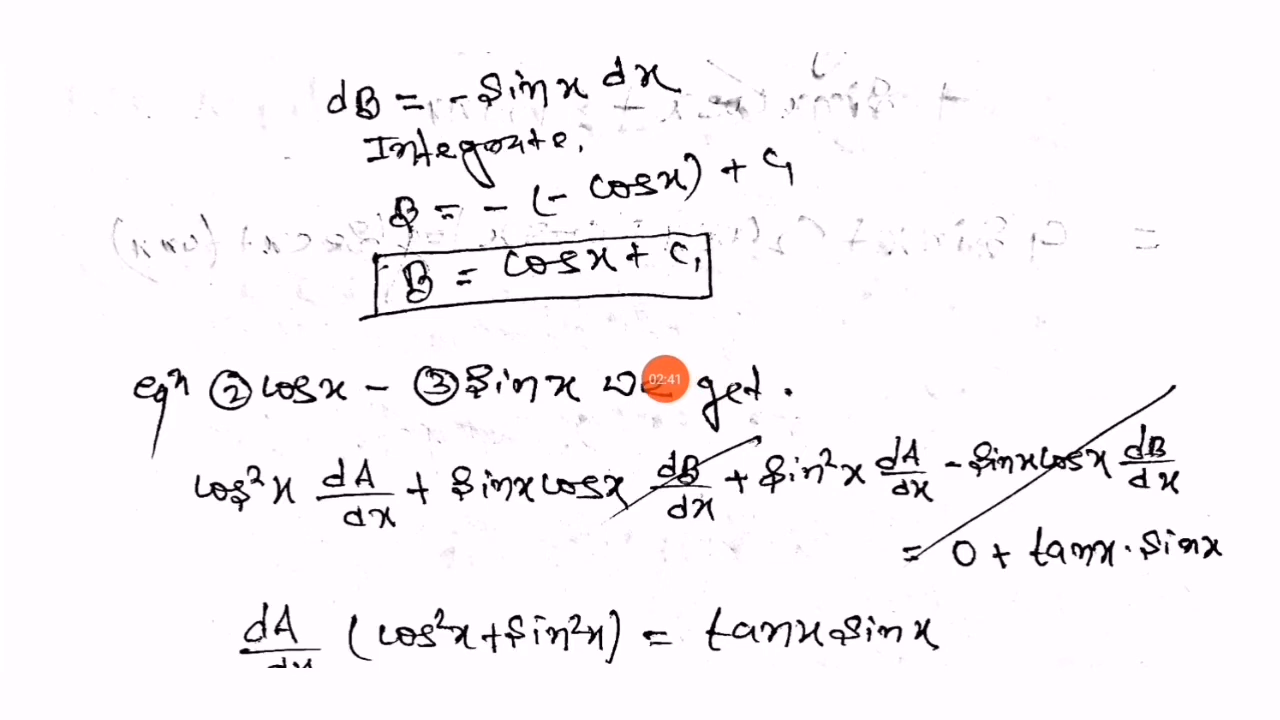 dB = - Sinx dx
Integrate,
B = - (- cosx) + C₁
B = cosx + C₁
eqⁿ ② cosx - ③ Sinx we get.
02:41
cos²x dA/dx + Sinx cosx dB/dx + Sin²x dA/dx - Sinx cosx dB/dx
= 0 + tanx · Sinx
dA/dx (cos²x + Sin²x) = tanx Sinx